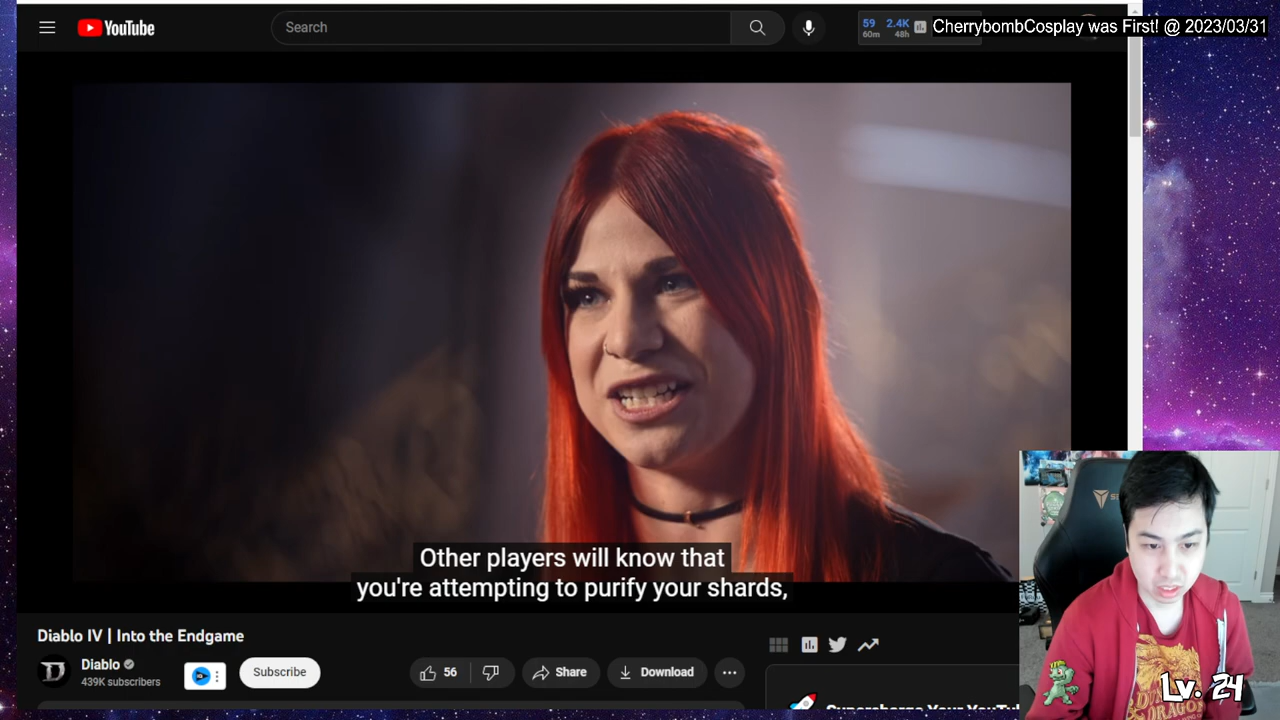 YouTube
Search
59 2.4K
60m 48h
CherrybombCosplay was First! @ 2023/03/31
Other players will know that
you're attempting to purify your shards,
Diablo IV | Into the Endgame
Diablo
439K subscribers
Subscribe
56
Share
Download
Lv. 24